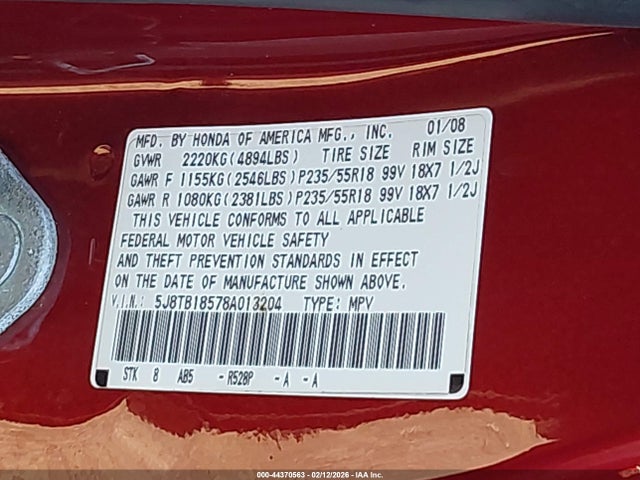 MFD. BY HONDA OF AMERICA MFG., INC. 01/08
GVWR 2220KG(4894LBS) TIRE SIZE RIM SIZE
GAWR F 1155KG(2546LBS)P235/55R18 99V 18X7 1/2J
GAWR R 1080KG(2381LBS)P235/55R18 99V 18X7 1/2J
THIS VEHICLE CONFORMS TO ALL APPLICABLE
FEDERAL MOTOR VEHICLE SAFETY
AND THEFT PREVENTION STANDARDS IN EFFECT
ON THE DATE OF MANUFACTURE SHOWN ABOVE.
V.I.N.: 5J8TB18578A013204 TYPE: MPV
STK 8 AB5 -R528P -A -A
000-44370563 - 02/12/2026 - IAA Inc.